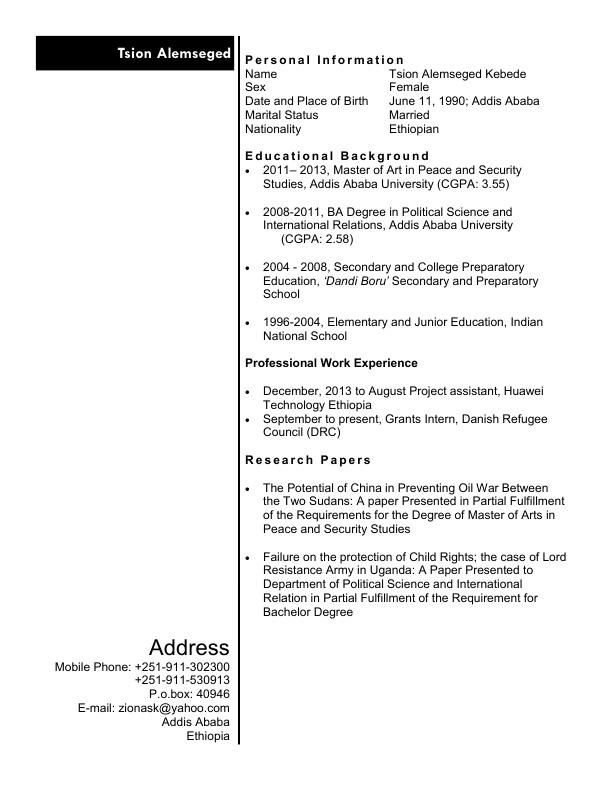 Tsion Alemseged
Personal Information
Name Tsion Alemseged Kebede
Sex Female
Date and Place of Birth June 11, 1990; Addis Ababa
Marital Status Married
Nationality Ethiopian
Educational Background
• 2011– 2013, Master of Art in Peace and Security
Studies, Addis Ababa University (CGPA: 3.55)
• 2008-2011, BA Degree in Political Science and
International Relations, Addis Ababa University
(CGPA: 2.58)
• 2004 - 2008, Secondary and College Preparatory
Education, ‘Dandi Boru’ Secondary and Preparatory
School
• 1996-2004, Elementary and Junior Education, Indian
National School
Professional Work Experience
• December, 2013 to August Project assistant, Huawei
Technology Ethiopia
• September to present, Grants Intern, Danish Refugee
Council (DRC)
Research Papers
• The Potential of China in Preventing Oil War Between
the Two Sudans: A paper Presented in Partial Fulfillment
of the Requirements for the Degree of Master of Arts in
Peace and Security Studies
• Failure on the protection of Child Rights; the case of Lord
Resistance Army in Uganda: A Paper Presented to
Department of Political Science and International
Relation in Partial Fulfillment of the Requirement for
Bachelor Degree
Address
Mobile Phone: +251-911-302300
+251-911-530913
P.o.box: 40946
E-mail: zionask@yahoo.com
Addis Ababa
Ethiopia